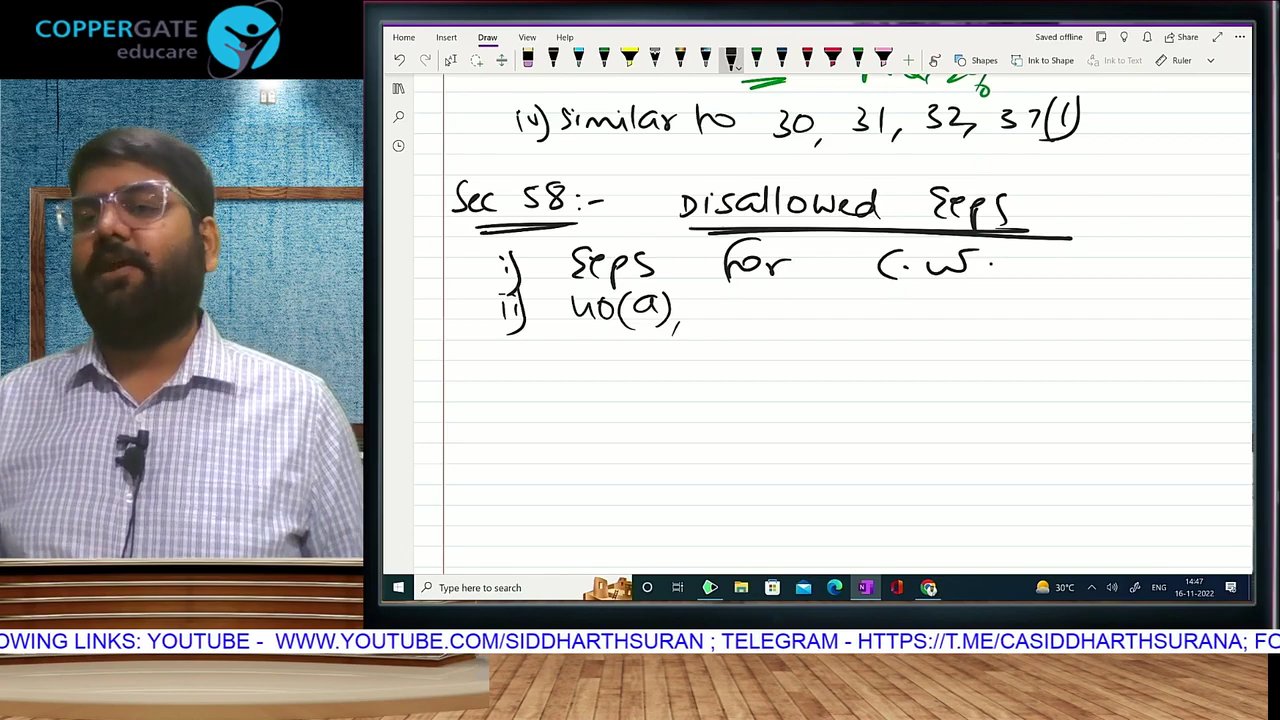 COPPERGATE
educare
Home Insert Draw View Help
Saved offline
Share
Shapes Ink to Shape Ink to Text Ruler
iv) Similar to 30, 31, 32, 37(1)
Sec 58:- Disallowed Exps
i) Exps for C.W.
ii) 40(a),
Type here to search
30°C ENG 14:47 16-11-2022
OWING LINKS: YOUTUBE - WWW.YOUTUBE.COM/SIDDHARTHSURAN ; TELEGRAM - HTTPS://T.ME/CASIDDHARTHSURANA; FO